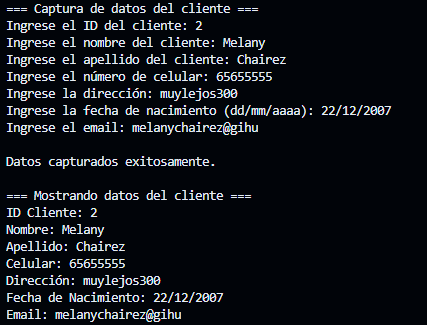 === Captura de datos del cliente ===
Ingrese el ID del cliente: 2
Ingrese el nombre del cliente: Melany
Ingrese el apellido del cliente: Chairez
Ingrese el número de celular: 65655555
Ingrese la dirección: muylejos300
Ingrese la fecha de nacimiento (dd/mm/aaaa): 22/12/2007
Ingrese el email: melanychairez@gihu

Datos capturados exitosamente.

=== Mostrando datos del cliente ===
ID Cliente: 2
Nombre: Melany
Apellido: Chairez
Celular: 65655555
Dirección: muylejos300
Fecha de Nacimiento: 22/12/2007
Email: melanychairez@gihu